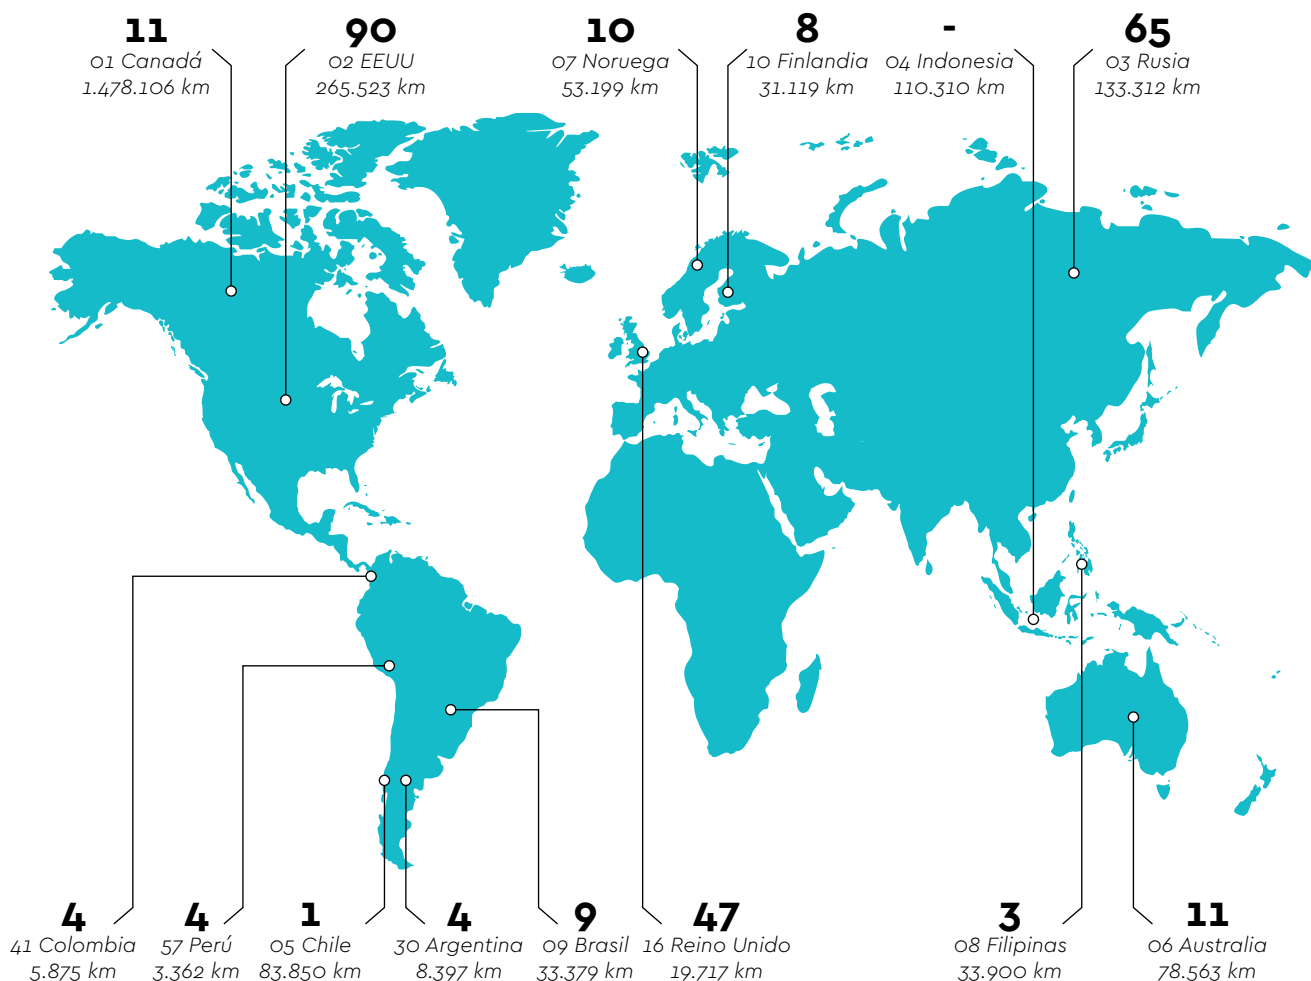 11
01 Canadá
1.478.106 km
90
02 EEUU
265.523 km
10
07 Noruega
53.199 km
8
10 Finlandia
31.119 km
-
04 Indonesia
110.310 km
65
03 Rusia
133.312 km
4
41 Colombia
5.875 km
4
57 Perú
3.362 km
1
05 Chile
83.850 km
4
30 Argentina
8.397 km
9
09 Brasil
33.379 km
47
16 Reino Unido
19.717 km
3
08 Filipinas
33.900 km
11
06 Australia
78.563 km